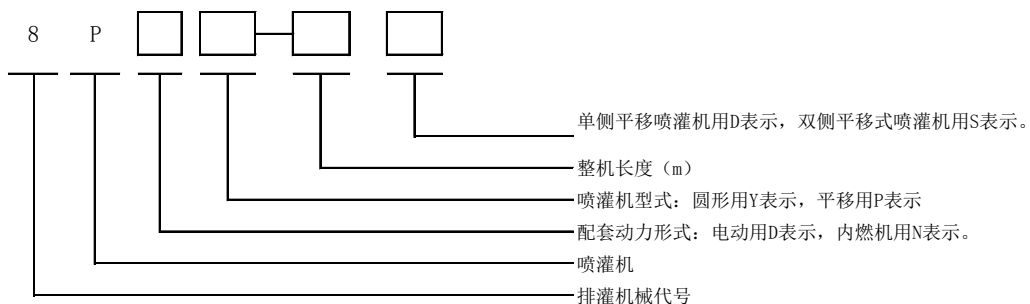 8 P
单侧平移喷灌机用D表示，双侧平移式喷灌机用S表示。
整机长度（m）
喷灌机型式：圆形用Y表示，平移用P表示
配套动力形式：电动用D表示，内燃机用N表示。
喷灌机
排灌机械代号